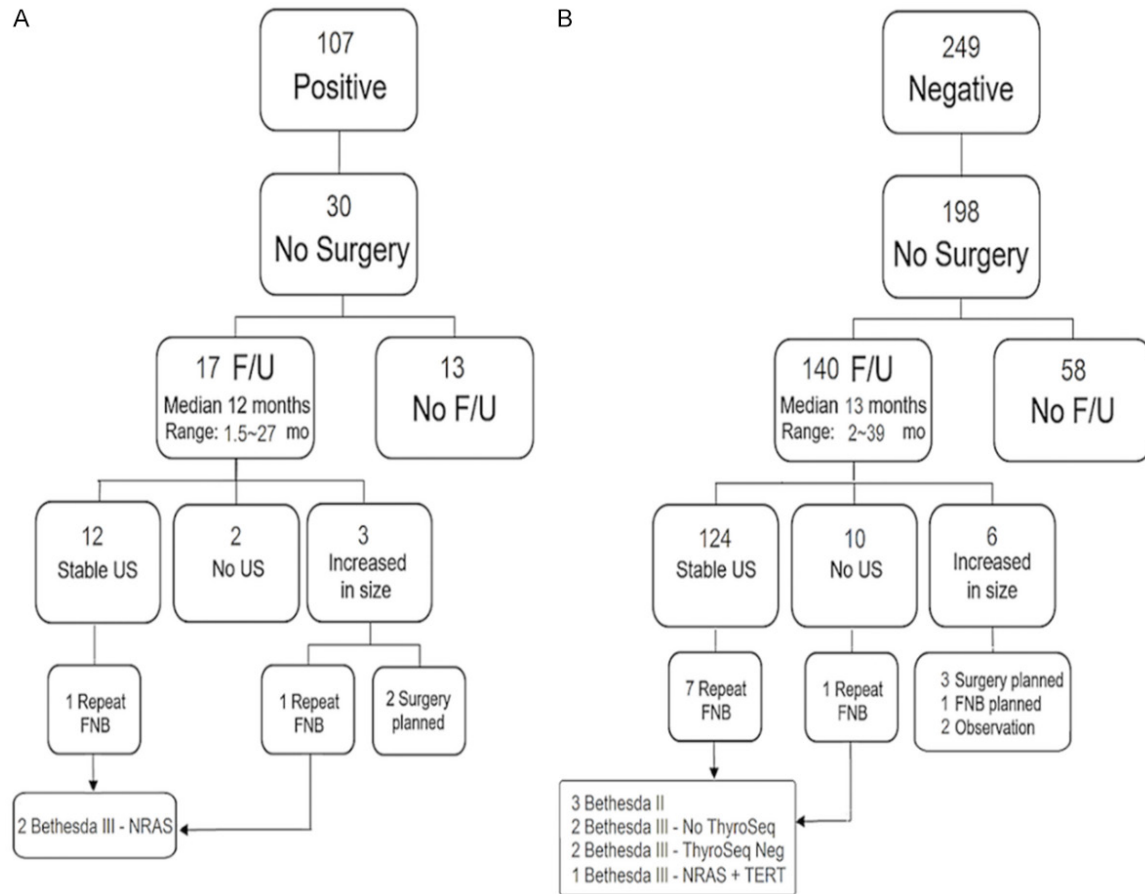 A
107
Positive
30
No Surgery
17 F/U
Median 12 months
Range: 1.5~27 mo
13
No F/U
12
Stable US
2
No US
3
Increased
in size
1 Repeat
FNB
1 Repeat
FNB
2 Surgery
planned
2 Bethesda III - NRAS
B
249
Negative
198
No Surgery
140 F/U
Median 13 months
Range: 2~39 mo
58
No F/U
124
Stable US
10
No US
6
Increased
in size
7 Repeat
FNB
1 Repeat
FNB
3 Surgery planned
1 FNB planned
2 Observation
3 Bethesda II
2 Bethesda III - No ThyroSeq
2 Bethesda III - ThyroSeq Neg
1 Bethesda III - NRAS + TERT